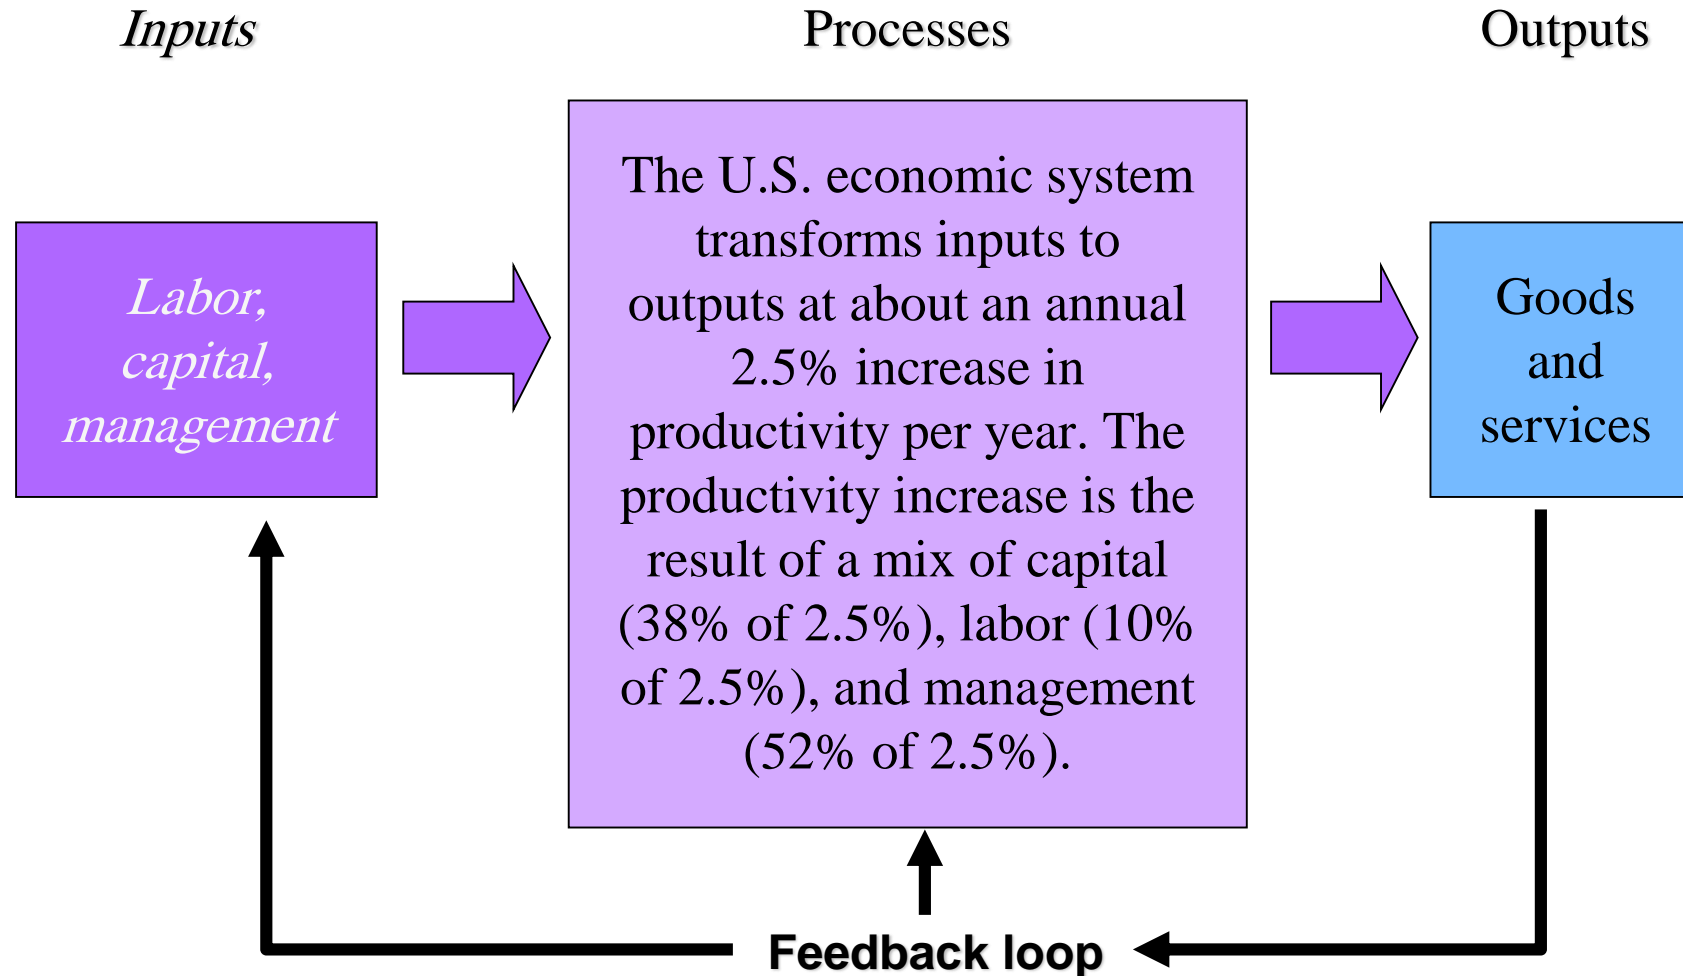 Inputs
Processes
Outputs
Labor,
capital,
management
The U.S. economic system
transforms inputs to
outputs at about an annual
2.5% increase in
productivity per year. The
productivity increase is the
result of a mix of capital
(38% of 2.5%), labor (10%
of 2.5%), and management
(52% of 2.5%).
Goods
and
services
Feedback loop